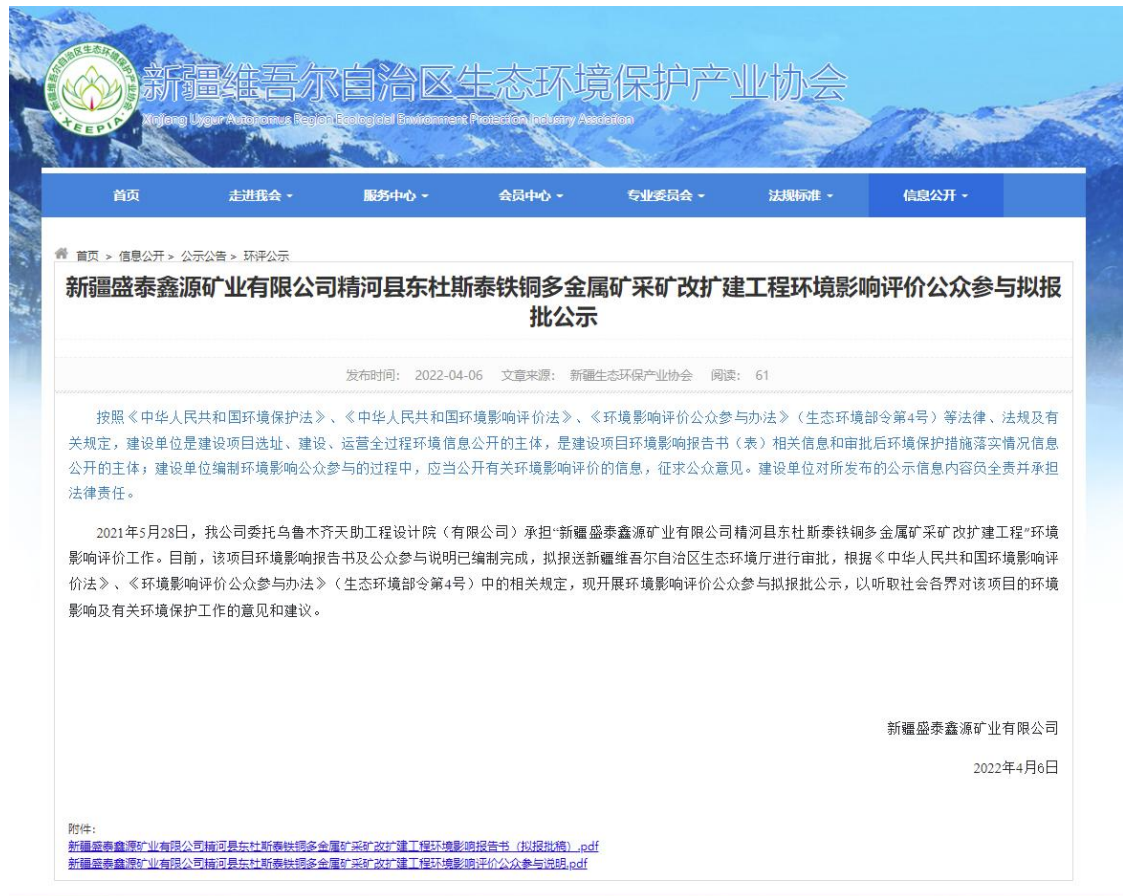 新疆维吾尔自治区生态环境保护产业协会
XEEPIA
新疆维吾尔自治区生态环境保护产业协会
Xinjiang Uygur Autonomous Region Ecological Environment Protection Industry
首页 走进我会 服务中心 会员中心 专业委员会 法规标准 信息公开
首页 > 信息公开 > 公示公告 > 环评公示
新疆盛泰鑫源矿业有限公司精河县东杜斯泰铁铜多金属矿采矿改扩建工程环境影响评价公众参与拟报
批公示
发布时间: 2022-04-06 文章来源: 新疆生态环保产业协会 阅读: 61
按照《中华人民共和国环境保护法》、《中华人民共和国环境影响评价法》、《环境影响评价公众参与办法》（生态环境部令第4号）等法律、法规及有
关规定，建设单位是建设项目选址、建设、运营全过程环境信息公开的主体，是建设项目环境影响报告书（表）相关信息和审批后环境保护措施落实情况信息
公开的主体；建设单位编制环境影响公众参与的过程中，应当公开有关环境影响评价的信息，征求公众意见。建设单位对所发布的公示信息内容负全责并承担
法律责任。
2021年5月28日，我公司委托乌鲁木齐天助工程设计院（有限公司）承担“新疆盛泰鑫源矿业有限公司精河县东杜斯泰铁铜多金属矿采矿改扩建工程”环境
影响评价工作。目前，该项目环境影响报告书及公众参与说明已编制完成，拟报送新疆维吾尔自治区生态环境厅进行审批，根据《中华人民共和国环境影响评
价法》、《环境影响评价公众参与办法》（生态环境部令第4号）中的相关规定，现开展环境影响评价公众参与拟报批公示，以听取社会各界对该项目的环境
影响及有关环境保护工作的意见和建议。
新疆盛泰鑫源矿业有限公司
2022年4月6日
附件：
新疆盛泰鑫源矿业有限公司精河县东杜斯泰铁铜多金属矿采矿改扩建工程环境影响报告书（拟报批稿）.pdf
新疆盛泰鑫源矿业有限公司精河县东杜斯泰铁铜多金属矿采矿改扩建工程环境影响评价公众参与说明.pdf